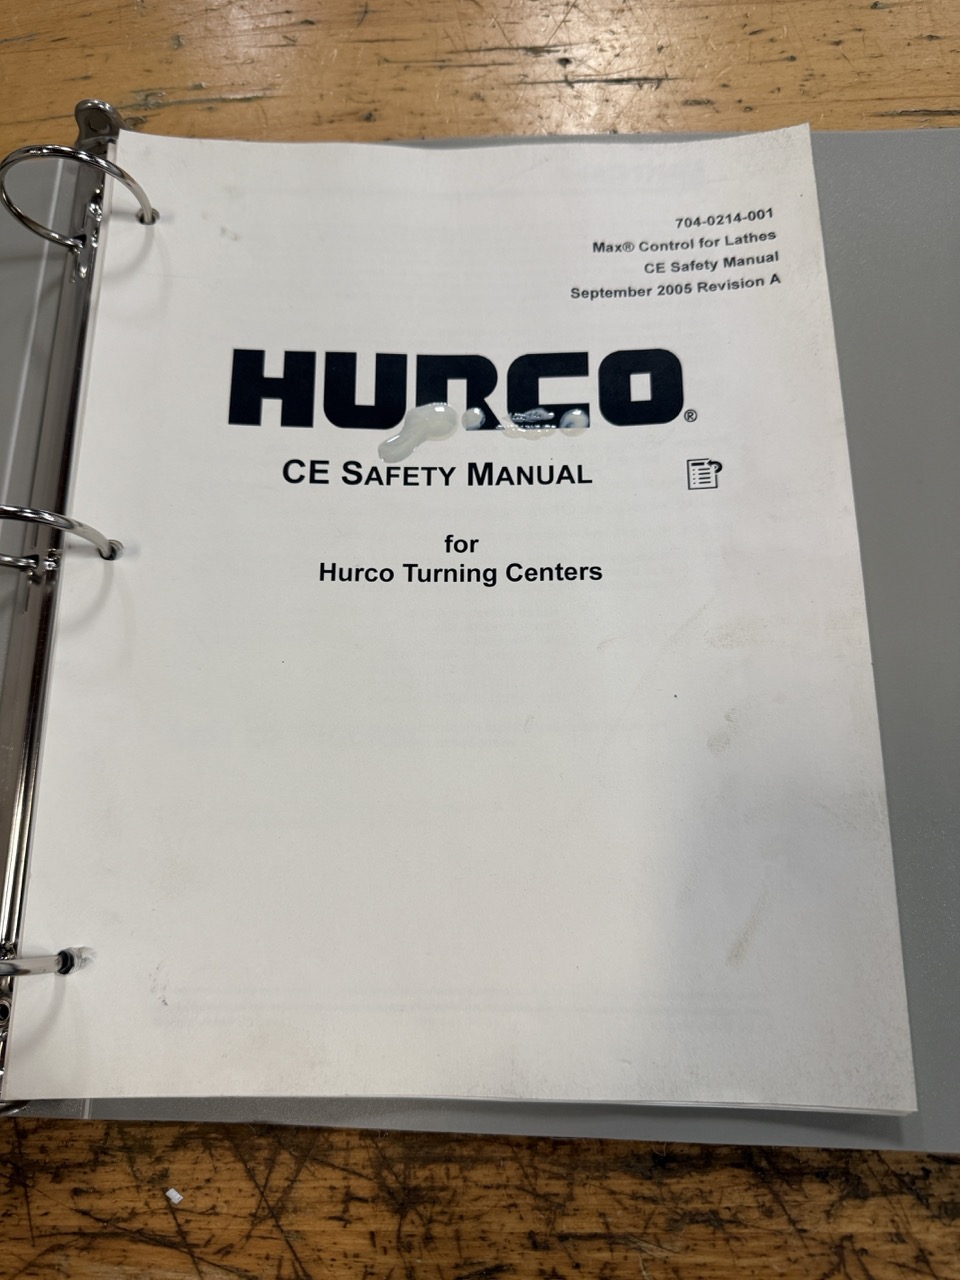 704-0214-001
Max® Control for Lathes
CE Safety Manual
September 2005 Revision A
HURCO®
CE SAFETY MANUAL
for
Hurco Turning Centers